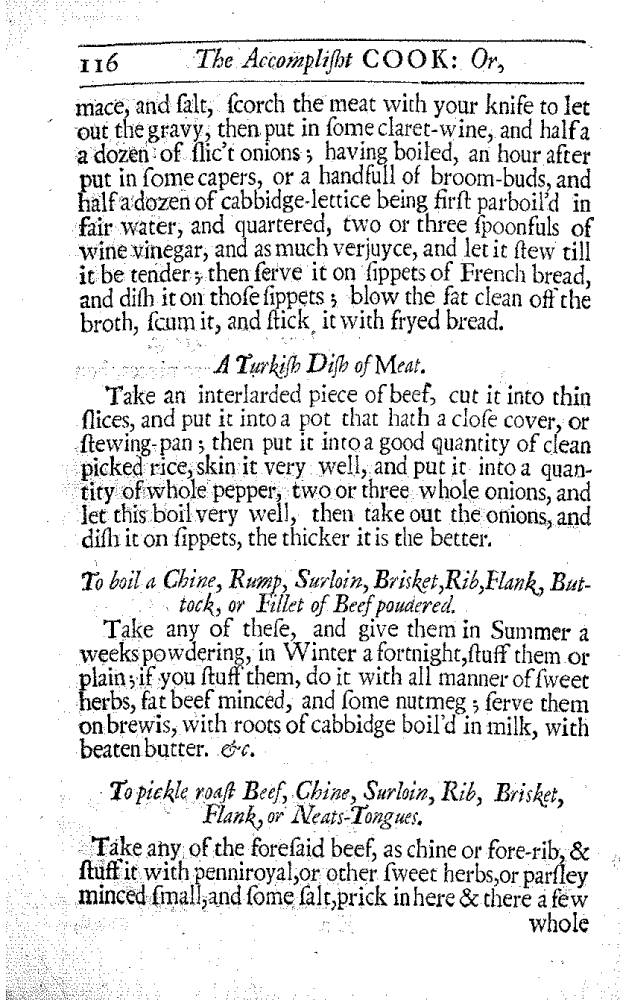 116 The Accompliſht COOK: Or,
mace, and ſalt, ſcorch the meat with your knife to let
out the gravy, then put in ſome claret-wine, and half a
a dozen of ſlic't onions; having boiled, an hour after
put in ſome capers, or a handfull of broom-buds, and
half a dozen of cabbidge-lettice being firſt parboil'd in
fair water, and quartered, two or three ſpoonfuls of
wine vinegar, and as much verjuyce, and let it ſtew till
it be tender; then ſerve it on ſippets of French bread,
and diſh it on thoſe ſippets; blow the fat clean off the
broth, ſcum it, and ſtick it with fryed bread.
A Turkiſh Diſh of Meat.
Take an interlarded piece of beef, cut it into thin
ſlices, and put it into a pot that hath a cloſe cover, or
ſtewing-pan; then put it into a good quantity of clean
picked rice, skin it very well, and put it into a quan-
tity of whole pepper, two or three whole onions, and
let this boil very well, then take out the onions, and
diſh it on ſippets, the thicker it is the better.
To boil a Chine, Rump, Surloin, Brisket, Rib, Flank, But-
tock, or Fillet of Beef poudered.
Take any of theſe, and give them in Summer a
weeks powdering, in Winter a fortnight, ſtuff them or
plain; if you ſtuff them, do it with all manner of ſweet
herbs, fat beef minced, and ſome nutmeg; ſerve them
on brewis, with roots of cabbidge boil'd in milk, with
beaten butter. &c.
To pickle roaſt Beef, Chine, Surloin, Rib, Brisket,
Flank, or Neats-Tongues.
Take any of the foreſaid beef, as chine or fore-rib, &
ſtuff it with penniroyal, or other ſweet herbs, or parſley
minced ſmall, and ſome ſalt, prick in here & there a few
whole